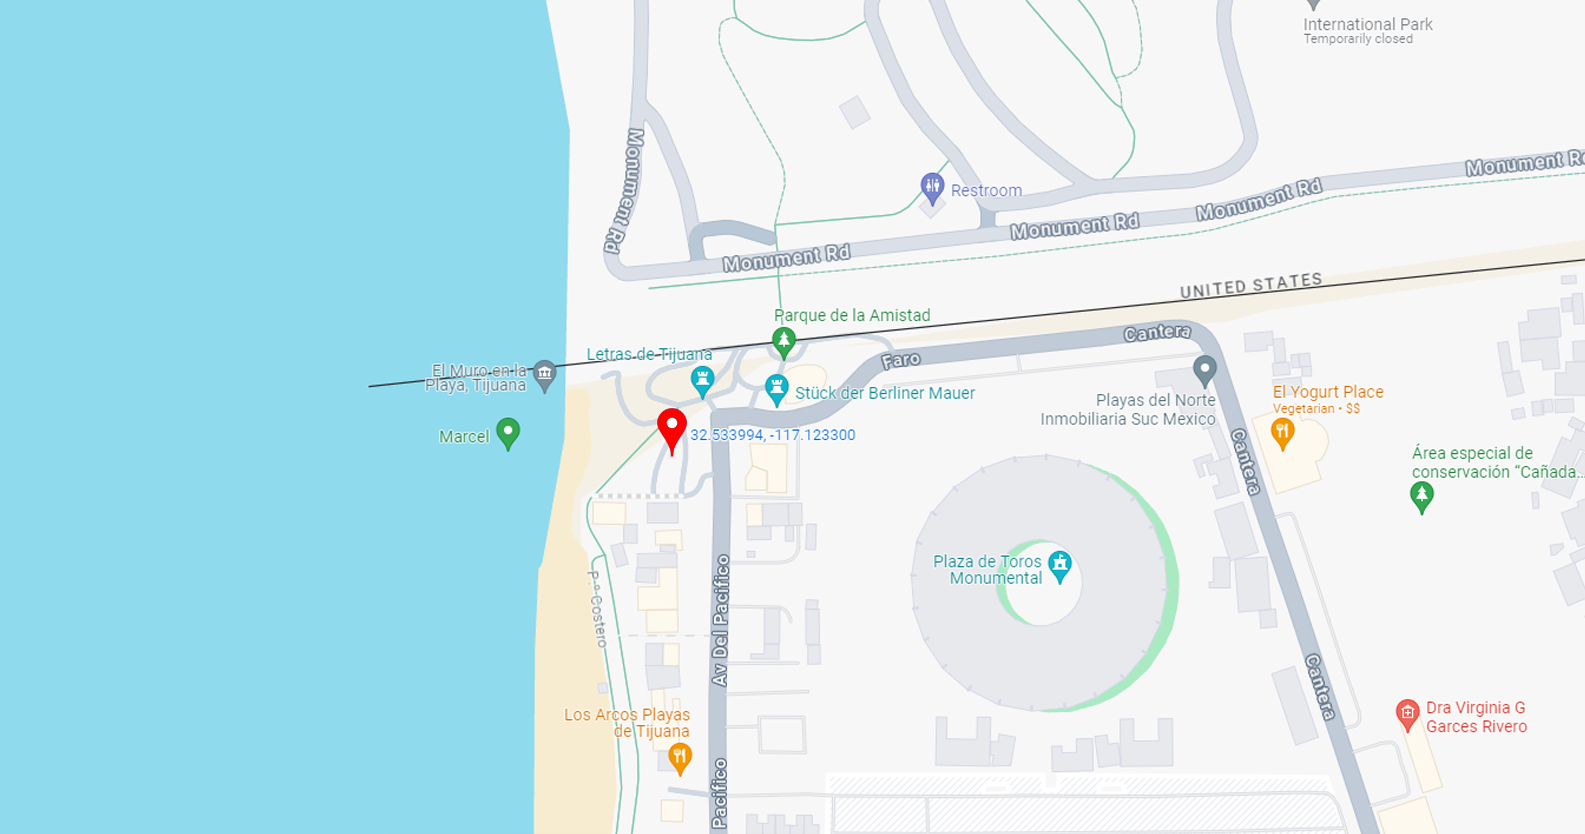 International Park
Temporarily closed
Monument Rd
Monument Rd
Monument Rd
Monument Rd
Monument Rd
Restroom
UNITED STATES
Parque de la Amistad
Letras de Tijuana
Cantera
Faro
El Muro en la
Playa, Tijuana
Stück der Berliner Mauer
Playas del Norte
Inmobiliaria Suc Mexico
El Yogurt Place
Vegetarian • $$
Marcel
32.533994, -117.123300
Cantera
Área especial de
conservación “Cañada...
Plaza de Toros
Monumental
P.º Costero
Av Del Pacifico
Cantera
Los Arcos Playas
de Tijuana
Dra Virginia G
Garces Rivero
Pacifico